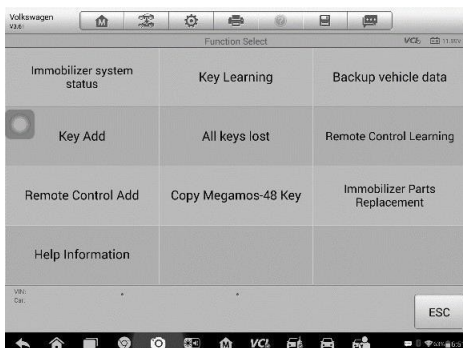 Volkswagen
Function Select
VCI
Immobilizer system
status
Key Learning
Backup vehicle data
Key Add
All keys lost
Remote Control Learning
Remote Control Add
Copy Megamos-48 Key
Immobilizer Parts
Replacement
Help Information
VIN:
Car:
ESC
VCI